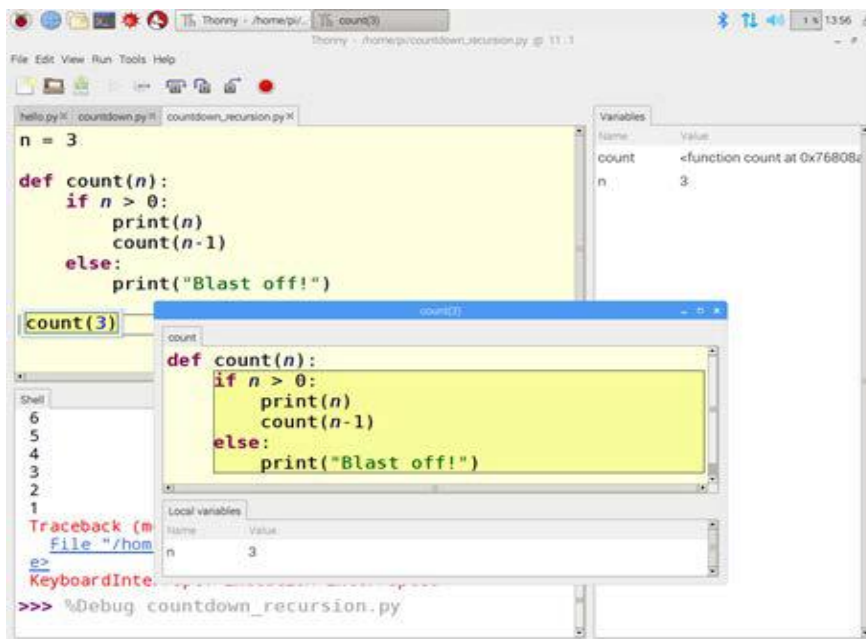 Thonny - /home/pi/..
count(3)
1 %
13:56
Thonny - /home/pi/countdown_recursion.py @ 11 : 1
File Edit View Run Tools Help
hello.py × countdown.py × countdown_recursion.py ×
n = 3
def count(n):
if n > 0:
print(n)
count(n-1)
else:
print("Blast off!")
count(3)
Variables
Name Value
count <function count at 0x76808a
n 3
count(3)
count
def count(n):
if n > 0:
print(n)
count(n-1)
else:
print("Blast off!")
Local variables
Name Value
n 3
Shell
6
5
4
3
2
1
Traceback (m
File "/hom
e>
KeyboardInte
>>> %Debug countdown_recursion.py